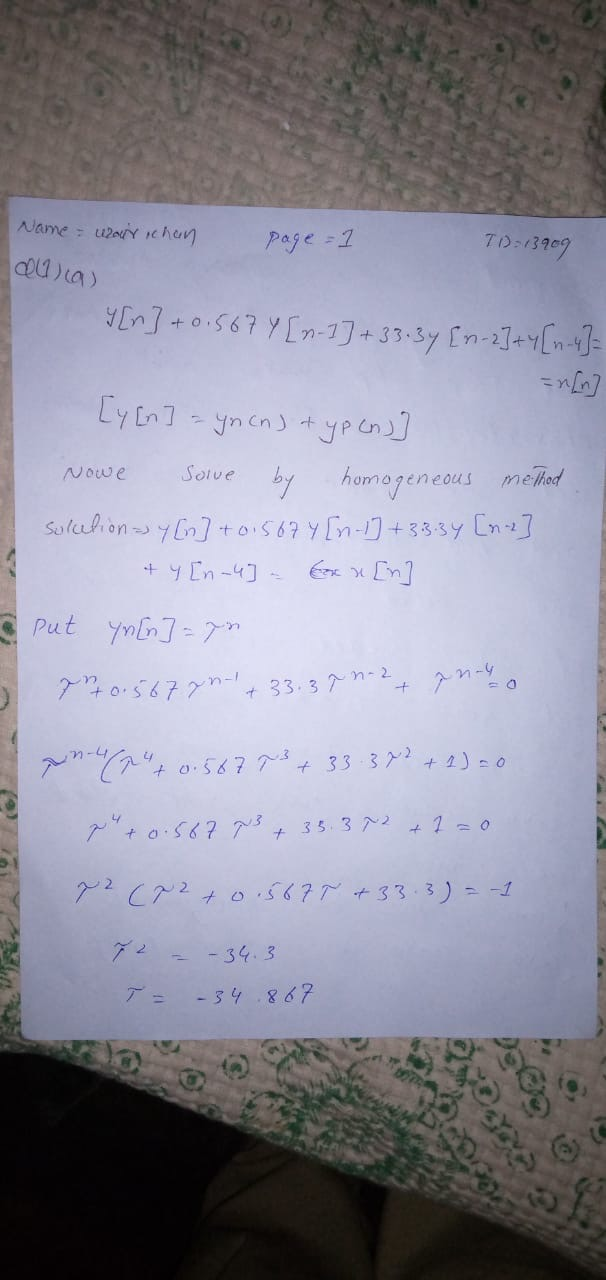 Name = uzair khan page = 1 ID = 13909
Q(1)(a)
y[n] + 0.567 y[n-1] + 33.3y [n-2] + y[n-4] =
= x[n]
[y[n] = yn(n) + yp(n)]
Nowe Solve by homogeneous method
solution => y[n] + 0.567 y[n-1] + 33.3y [n-2]
+ y[n-4] = x[n]
Put yn[n] = λ^n
λ^n + 0.567 λ^n-1 + 33.3 λ^n-2 + λ^n-4 = 0
λ^n-4 (λ^4 + 0.567 λ^3 + 33.3 λ^2 + 1) = 0
λ^4 + 0.567 λ^3 + 33.3 λ^2 + 1 = 0
λ^2 (λ^2 + 0.567λ + 33.3) = -1
λ^2 = -34.3
λ = -34.867